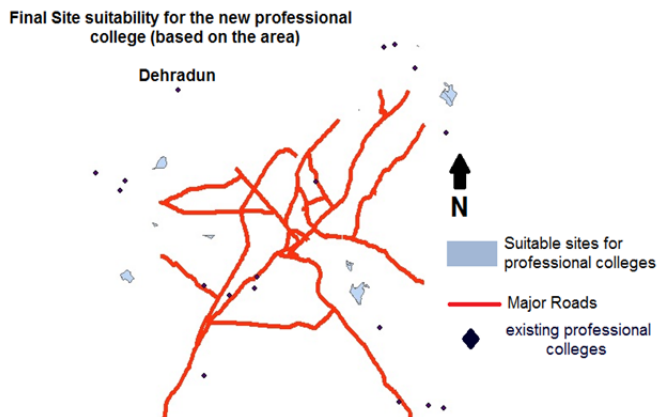 Final Site suitability for the new professional
college (based on the area)
Dehradun
N
Suitable sites for
professional colleges
Major Roads
existing professional
colleges